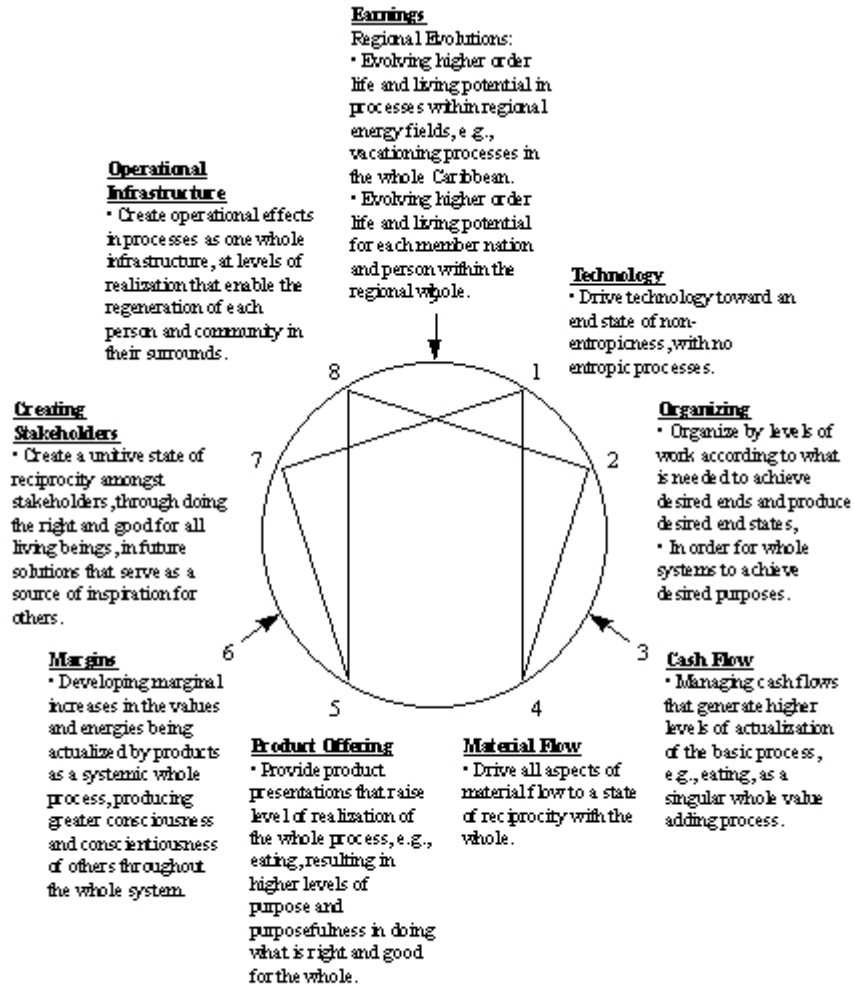 Earnings
Regional Evolutions:
• Evolving higher order
life and living potential in
processes within regional
energy fields, e.g.,
vacationing processes in
the whole Caribbean.
• Evolving higher order
life and living potential
for each member nation
and person within the
regional whole.
Operational
Infrastructure
• Create operational effects
in processes as one whole
infrastructure, at levels of
realization that enable the
regeneration of each
person and community in
their surrounds.
Technology
• Drive technology toward an
end state of non-
entropicness, with no
entropic processes.
8
1
Creating
Stakeholders
• Create a unitive state of
reciprocity amongst
stakeholders, through doing
the right and good for all
living beings, in future
solutions that serve as a
source of inspiration for
others.
7
2
Organizing
• Organize by levels of
work according to what
is needed to achieve
desired ends and produce
desired end states,
• In order for whole
systems to achieve
desired purposes.
6
3
Margins
• Developing marginal
increases in the values
and energies being
actualized by products
as a systemic whole
process, producing
greater consciousness
and conscientiousness
of others throughout
the whole system.
Cash Flow
• Managing cash flows
that generate higher
levels of actualization
of the basic process,
e.g., eating, as a
singular whole value
adding process.
5
4
Product Offering
• Provide product
presentations that raise
level of realization of
the whole process, e.g.,
eating, resulting in
higher levels of
purpose and
purposefulness in doing
what is right and good
for the whole.
Material Flow
• Drive all aspects of
material flow to a state
of reciprocity with the
whole.